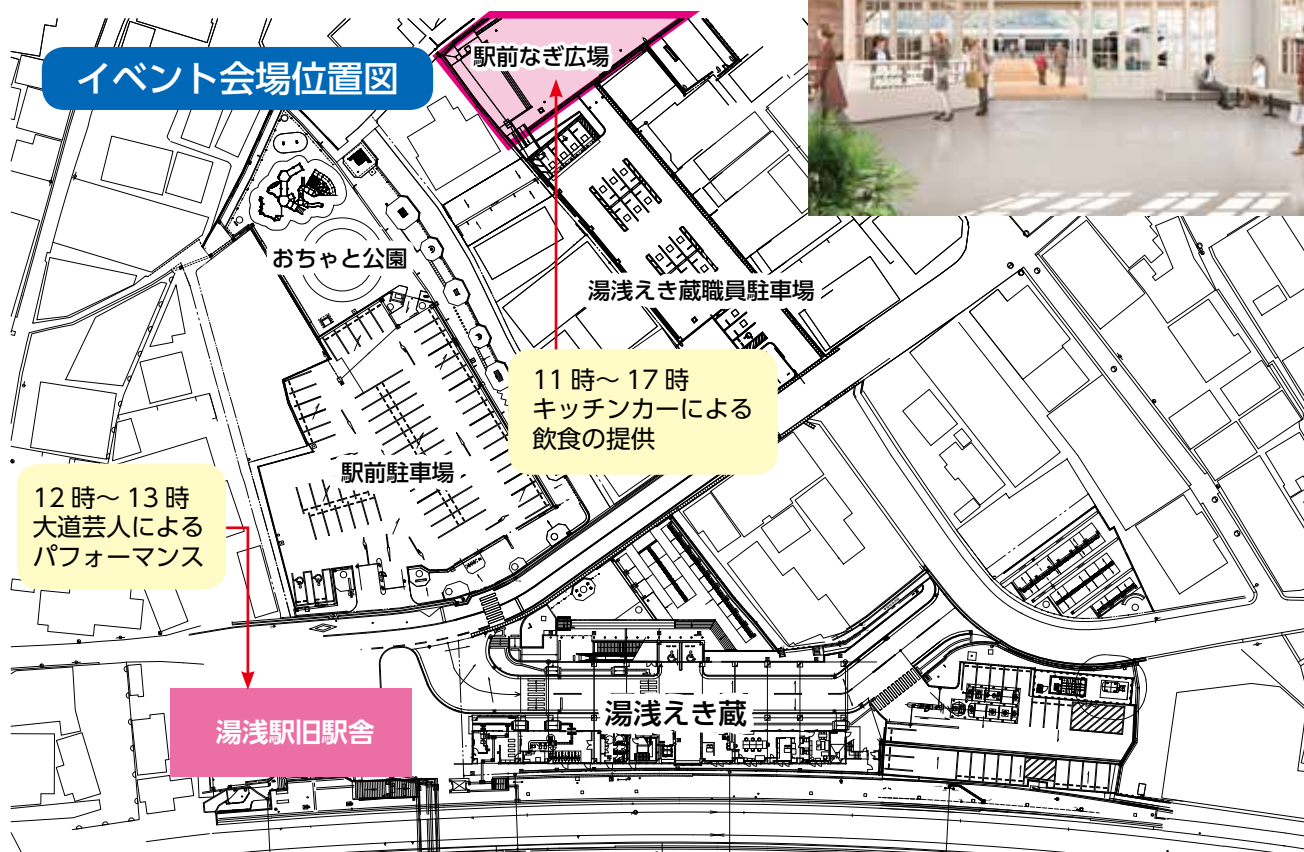 イベント会場位置図
駅前なぎ広場
おちゃと公園
湯浅えき蔵職員駐車場
11時～17時
キッチンカーによる
飲食の提供
駅前駐車場
12時～13時
大道芸人による
パフォーマンス
湯浅えき蔵
湯浅駅旧駅舎